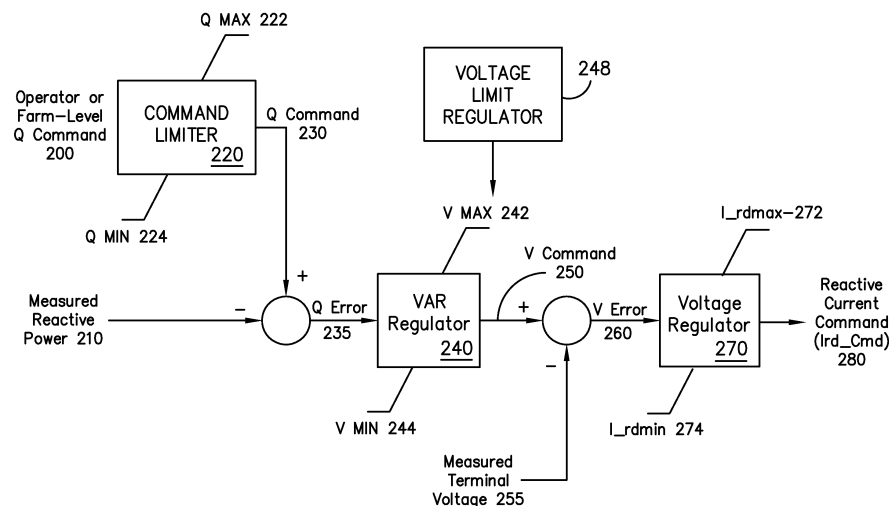 Q MAX 222
Operator or
Farm-Level
Q Command
200
COMMAND
LIMITER
220
Q Command
230
Q MIN 224
VOLTAGE
LIMIT
REGULATOR
248
V MAX 242
V Command
250
I_rdmax-272
Measured
Reactive
Power 210
-
+
Q Error
235
VAR
Regulator
240
+
-
V Error
260
Voltage
Regulator
270
Reactive
Current
Command
(Ird_Cmd)
280
V MIN 244
I_rdmin 274
Measured
Terminal
Voltage 255